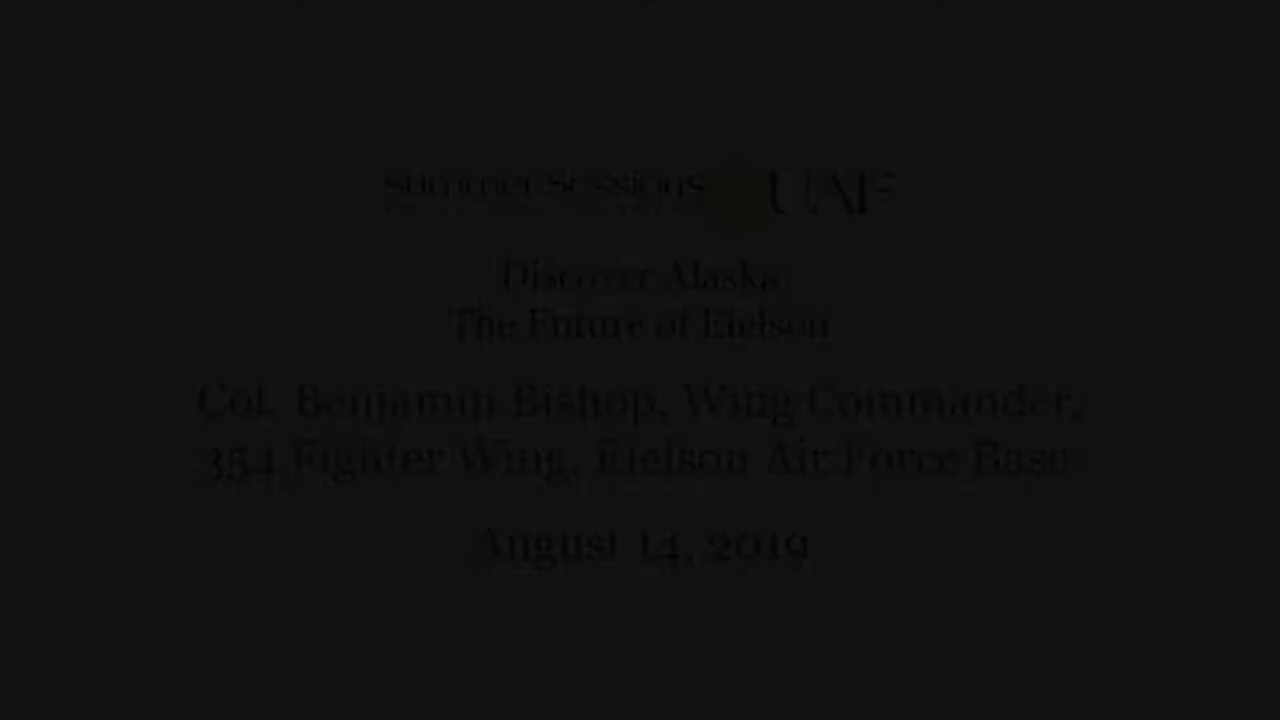 Summer Sessions UAF
Discover Alaska
The Future of Eielson
Col. Benjamin Bishop, Wing Commander,
354 Fighter Wing, Eielson Air Force Base
August 14, 2019